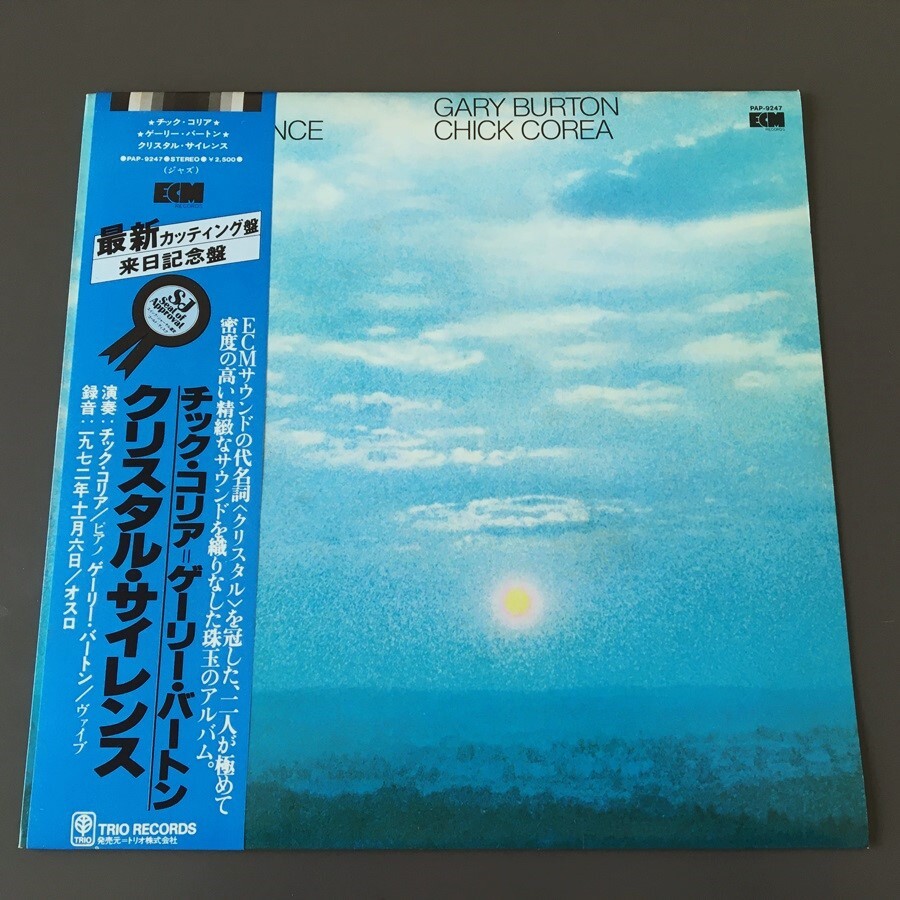 ★チック・コリア★
★ゲーリー・バートン★
クリスタル・サイレンス
●PAP-9247●STEREO●¥2,500●
(ジャズ)
ECM
RECORDS
最新カッティング盤
来日記念盤
SJ
Seal of
Approval
ECMサウンドの代名詞〈クリスタル〉を冠した、二人が極めて
密度の高い精緻なサウンドを織りなした珠玉のアルバム。
チック・コリア=ゲーリー・バートン
クリスタル・サイレンス
演奏:チック・コリア/ピアノ ゲーリー・バートン/ヴァイブ
録音:一九七二年十一月六日/オスロ
TRIO
TRIO RECORDS
発売元=トリオ株式会社
NCE
GARY BURTON
CHICK COREA
PAP-9247
ECM
RECORDS